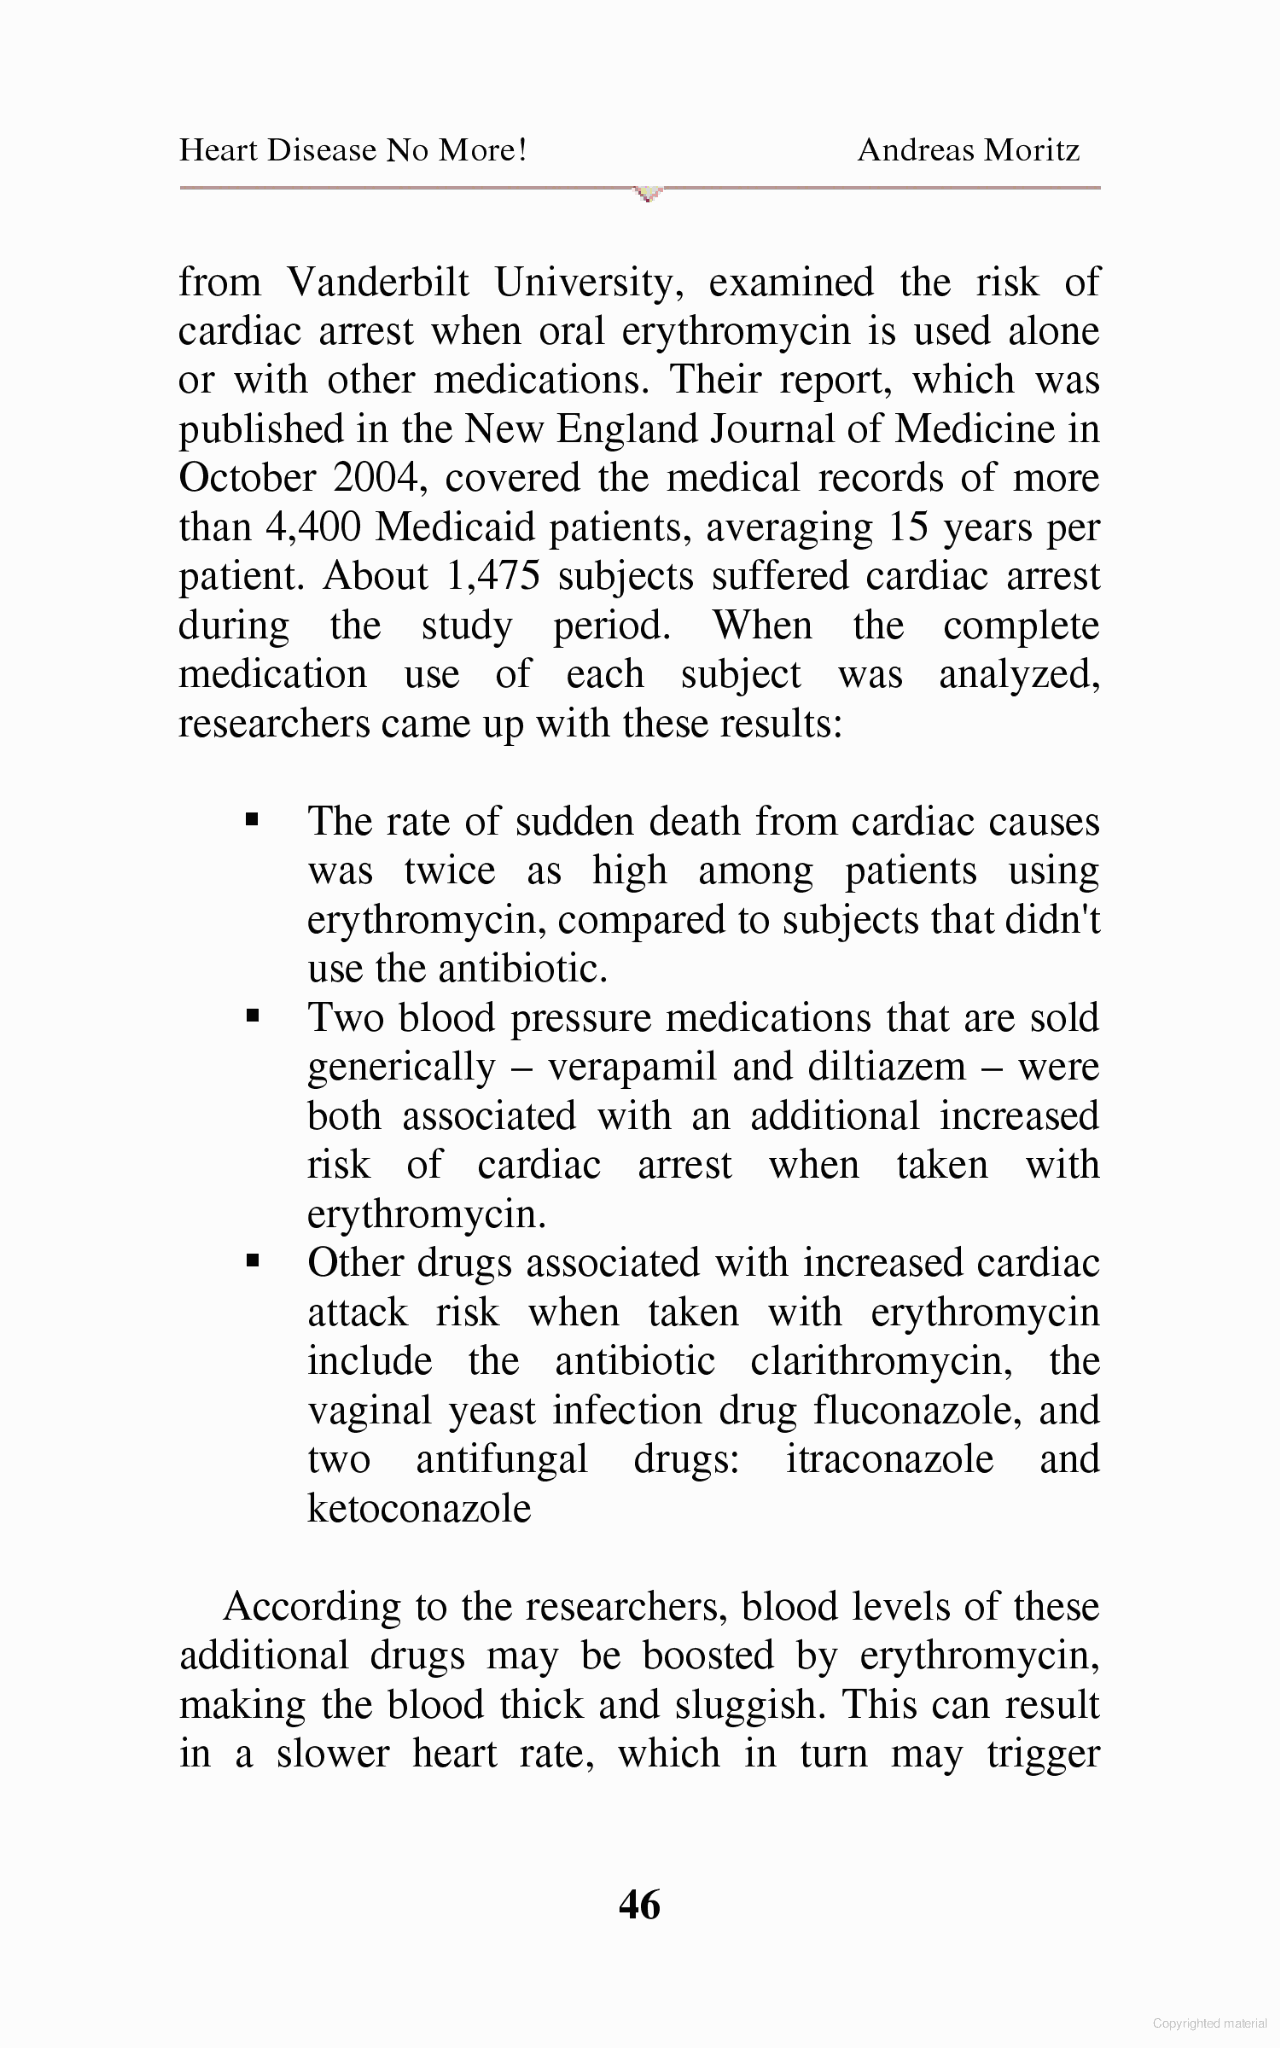 Heart Disease No More! Andreas Moritz
from Vanderbilt University, examined the risk of
cardiac arrest when oral erythromycin is used alone
or with other medications. Their report, which was
published in the New England Journal of Medicine in
October 2004, covered the medical records of more
than 4,400 Medicaid patients, averaging 15 years per
patient. About 1,475 subjects suffered cardiac arrest
during the study period. When the complete
medication use of each subject was analyzed,
researchers came up with these results:
▪ The rate of sudden death from cardiac causes
was twice as high among patients using
erythromycin, compared to subjects that didn't
use the antibiotic.
▪ Two blood pressure medications that are sold
generically – verapamil and diltiazem – were
both associated with an additional increased
risk of cardiac arrest when taken with
erythromycin.
▪ Other drugs associated with increased cardiac
attack risk when taken with erythromycin
include the antibiotic clarithromycin, the
vaginal yeast infection drug fluconazole, and
two antifungal drugs: itraconazole and
ketoconazole
According to the researchers, blood levels of these
additional drugs may be boosted by erythromycin,
making the blood thick and sluggish. This can result
in a slower heart rate, which in turn may trigger
46
Copyrighted material